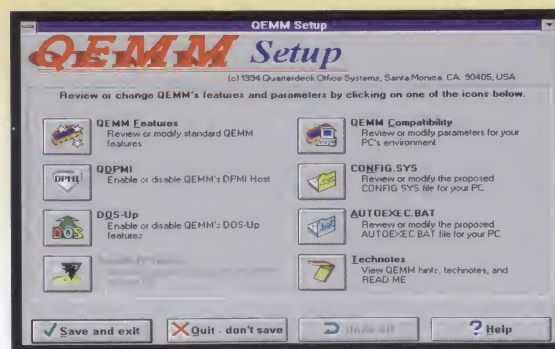 QEMM Setup
QEMM Setup
(c) 1994 Quarterdeck Office Systems, Santa Monica, CA. 90405, USA
Review or change QEMM's features and parameters by clicking on one of the icons below.
QEMM Features
Review or modify standard QEMM
features
DPMI
QDPMI
Enable or disable QEMM's DPMI Host
DOS
DOS-Up
Enable or disable QEMM's DOS-Up
features
QEMM Compatibility
Review or modify parameters for your
PC's environment
sys
CONFIG.SYS
Review or modify the proposed
CONFIG SYS file for your PC
.bat
AUTOEXEC.BAT
Review or modify the proposed
AUTOEXEC BAT file for your PC
Technotes
View QEMM hints, technotes, and
READ ME
Save and exit
Quit - don't save
Help